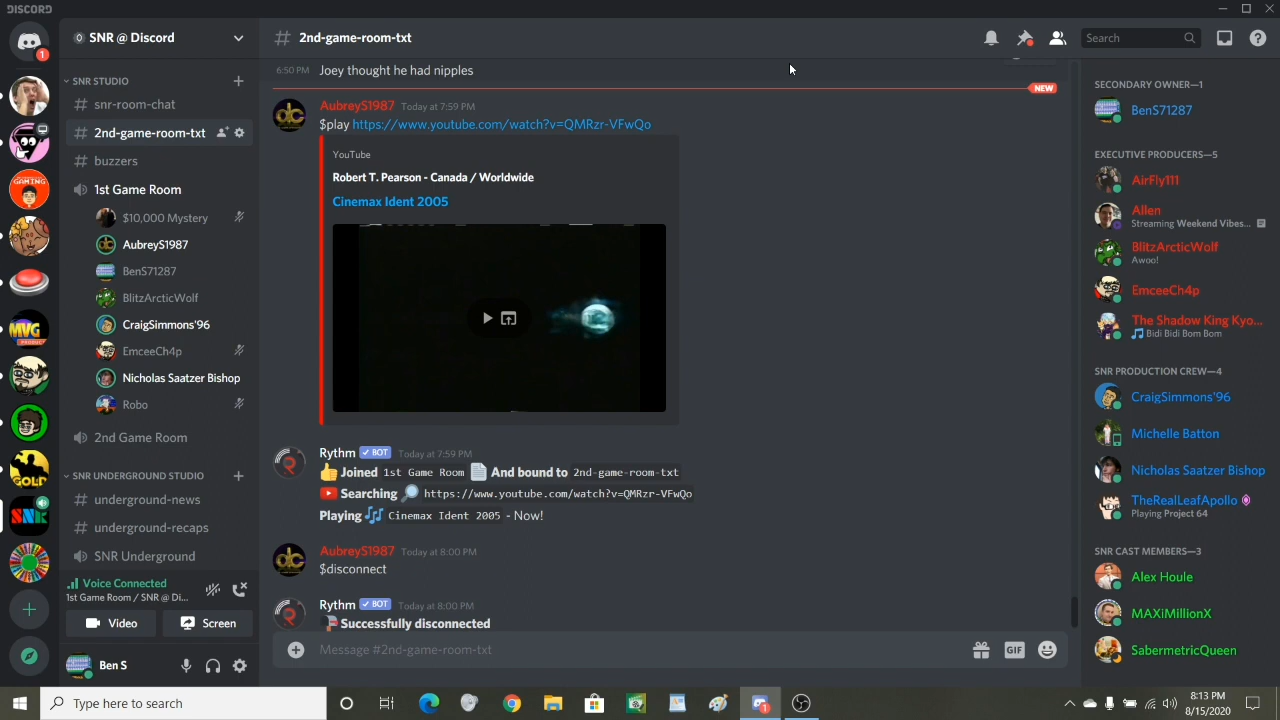 DISCORD
1
SNR @ Discord
SNR STUDIO
snr-room-chat
2nd-game-room-txt
buzzers
1st Game Room
$10,000 Mystery
AubreyS1987
BenS71287
BlitzArcticWolf
CraigSimmons'96
EmceeCh4p
Nicholas Saatzer Bishop
Robo
2nd Game Room
SNR UNDERGROUND STUDIO
underground-news
underground-recaps
SNR Underground
Voice Connected
1st Game Room / SNR @ Di...
Video
Screen
Ben S
GAMING
MVG
GOLD
SNR
2nd-game-room-txt
Search
6:50 PM Joey thought he had nipples
NEW
AubreyS1987 Today at 7:59 PM
$play https://www.youtube.com/watch?v=QMRzr-VFwQo
YouTube
Robert T. Pearson - Canada / Worldwide
Cinemax Ident 2005
Rythm ✓ BOT Today at 7:59 PM
👍 Joined 1st Game Room 📄 And bound to 2nd-game-room-txt
Searching 🔎 https://www.youtube.com/watch?v=QMRzr-VFwQo
Playing 🎶 Cinemax Ident 2005 - Now!
AubreyS1987 Today at 8:00 PM
$disconnect
Rythm ✓ BOT Today at 8:00 PM
Successfully disconnected
Message #2nd-game-room-txt
GIF
SECONDARY OWNER—1
BenS71287
EXECUTIVE PRODUCERS—5
AirFly111
Allen
Streaming Weekend Vibes...
BlitzArcticWolf
Awoo!
EmceeCh4p
The Shadow King Kyo...
🎵 Bidi Bidi Bom Bom
SNR PRODUCTION CREW—4
CraigSimmons'96
Michelle Batton
Nicholas Saatzer Bishop
TheRealLeafApollo
Playing Project 64
SNR CAST MEMBERS—3
Alex Houle
MAXiMillionX
SabermetricQueen
Type here to search
1
8:13 PM
8/15/2020